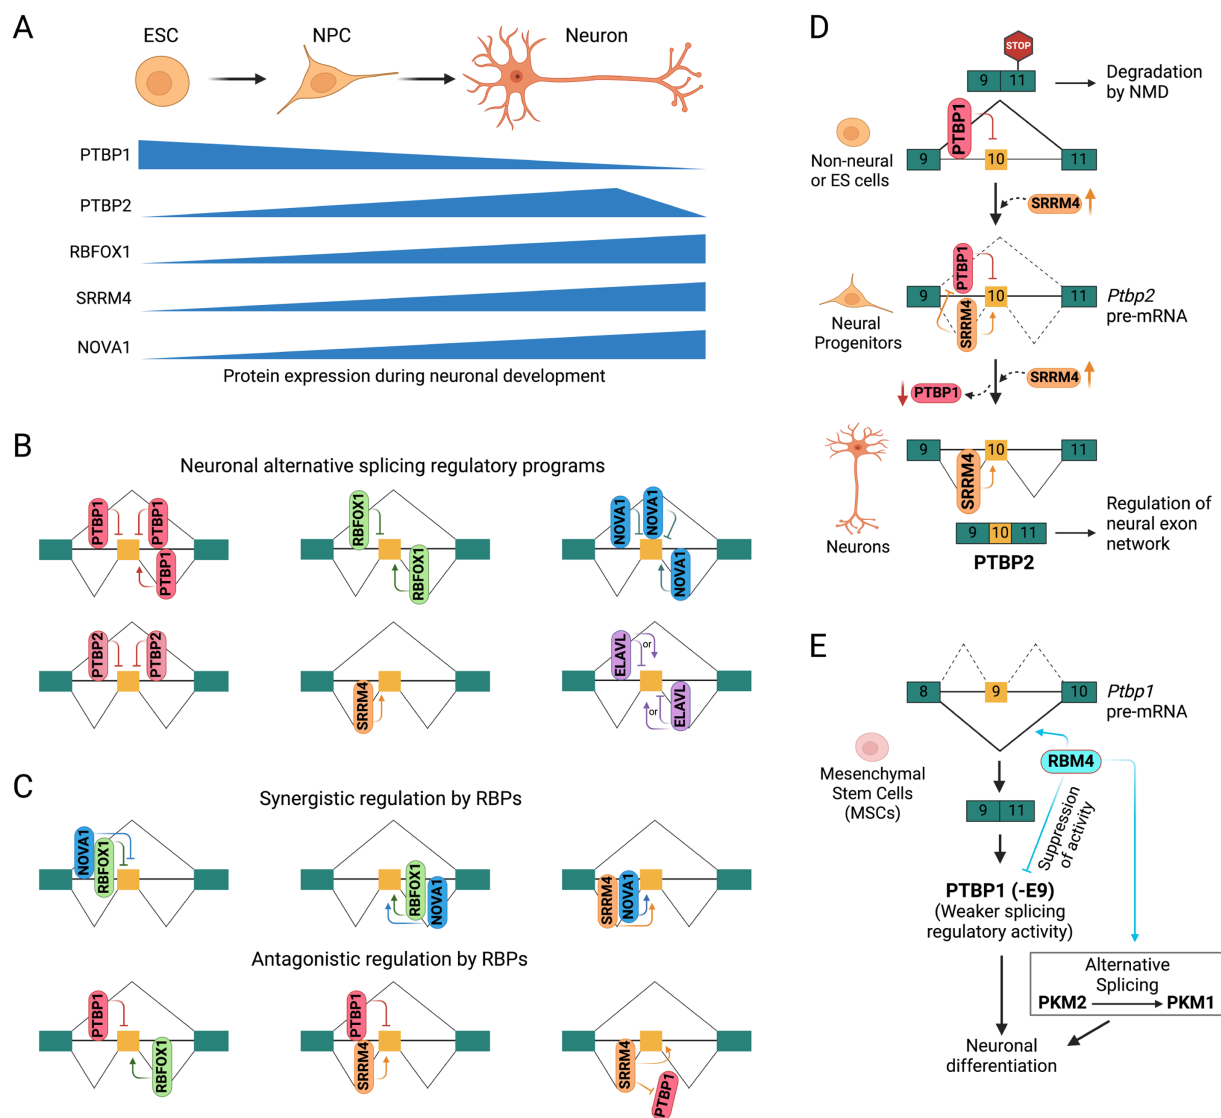 A
ESC
NPC
Neuron
PTBP1
PTBP2
RBFOX1
SRRM4
NOVA1
Protein expression during neuronal development
B
Neuronal alternative splicing regulatory programs
PTBP1
PTBP1
PTBP1
RBFOX1
RBFOX1
NOVA1
NOVA1
NOVA1
PTBP2
PTBP2
SRRM4
ELAVL
or
or
ELAVL
C
Synergistic regulation by RBPs
NOVA1
RBFOX1
RBFOX1
NOVA1
SRRM4
NOVA1
Antagonistic regulation by RBPs
PTBP1
RBFOX1
PTBP1
SRRM4
SRRM4
PTBP1
D
STOP
9 11
Degradation
by NMD
PTBP1
9 10 11
Non-neural
or ES cells
SRRM4
PTBP1
9 10 11
SRRM4
Ptbp2
pre-mRNA
Neural
Progenitors
PTBP1
SRRM4
9 10 11
SRRM4
Neurons
9 10 11
PTBP2
Regulation of
neural exon
network
E
8 9 10
Ptbp1
pre-mRNA
RBM4
Mesenchymal
Stem Cells
(MSCs)
9 11
Suppression
of activity
PTBP1 (-E9)
(Weaker splicing
regulatory activity)
Alternative
Splicing
PKM2 PKM1
Neuronal
differentiation